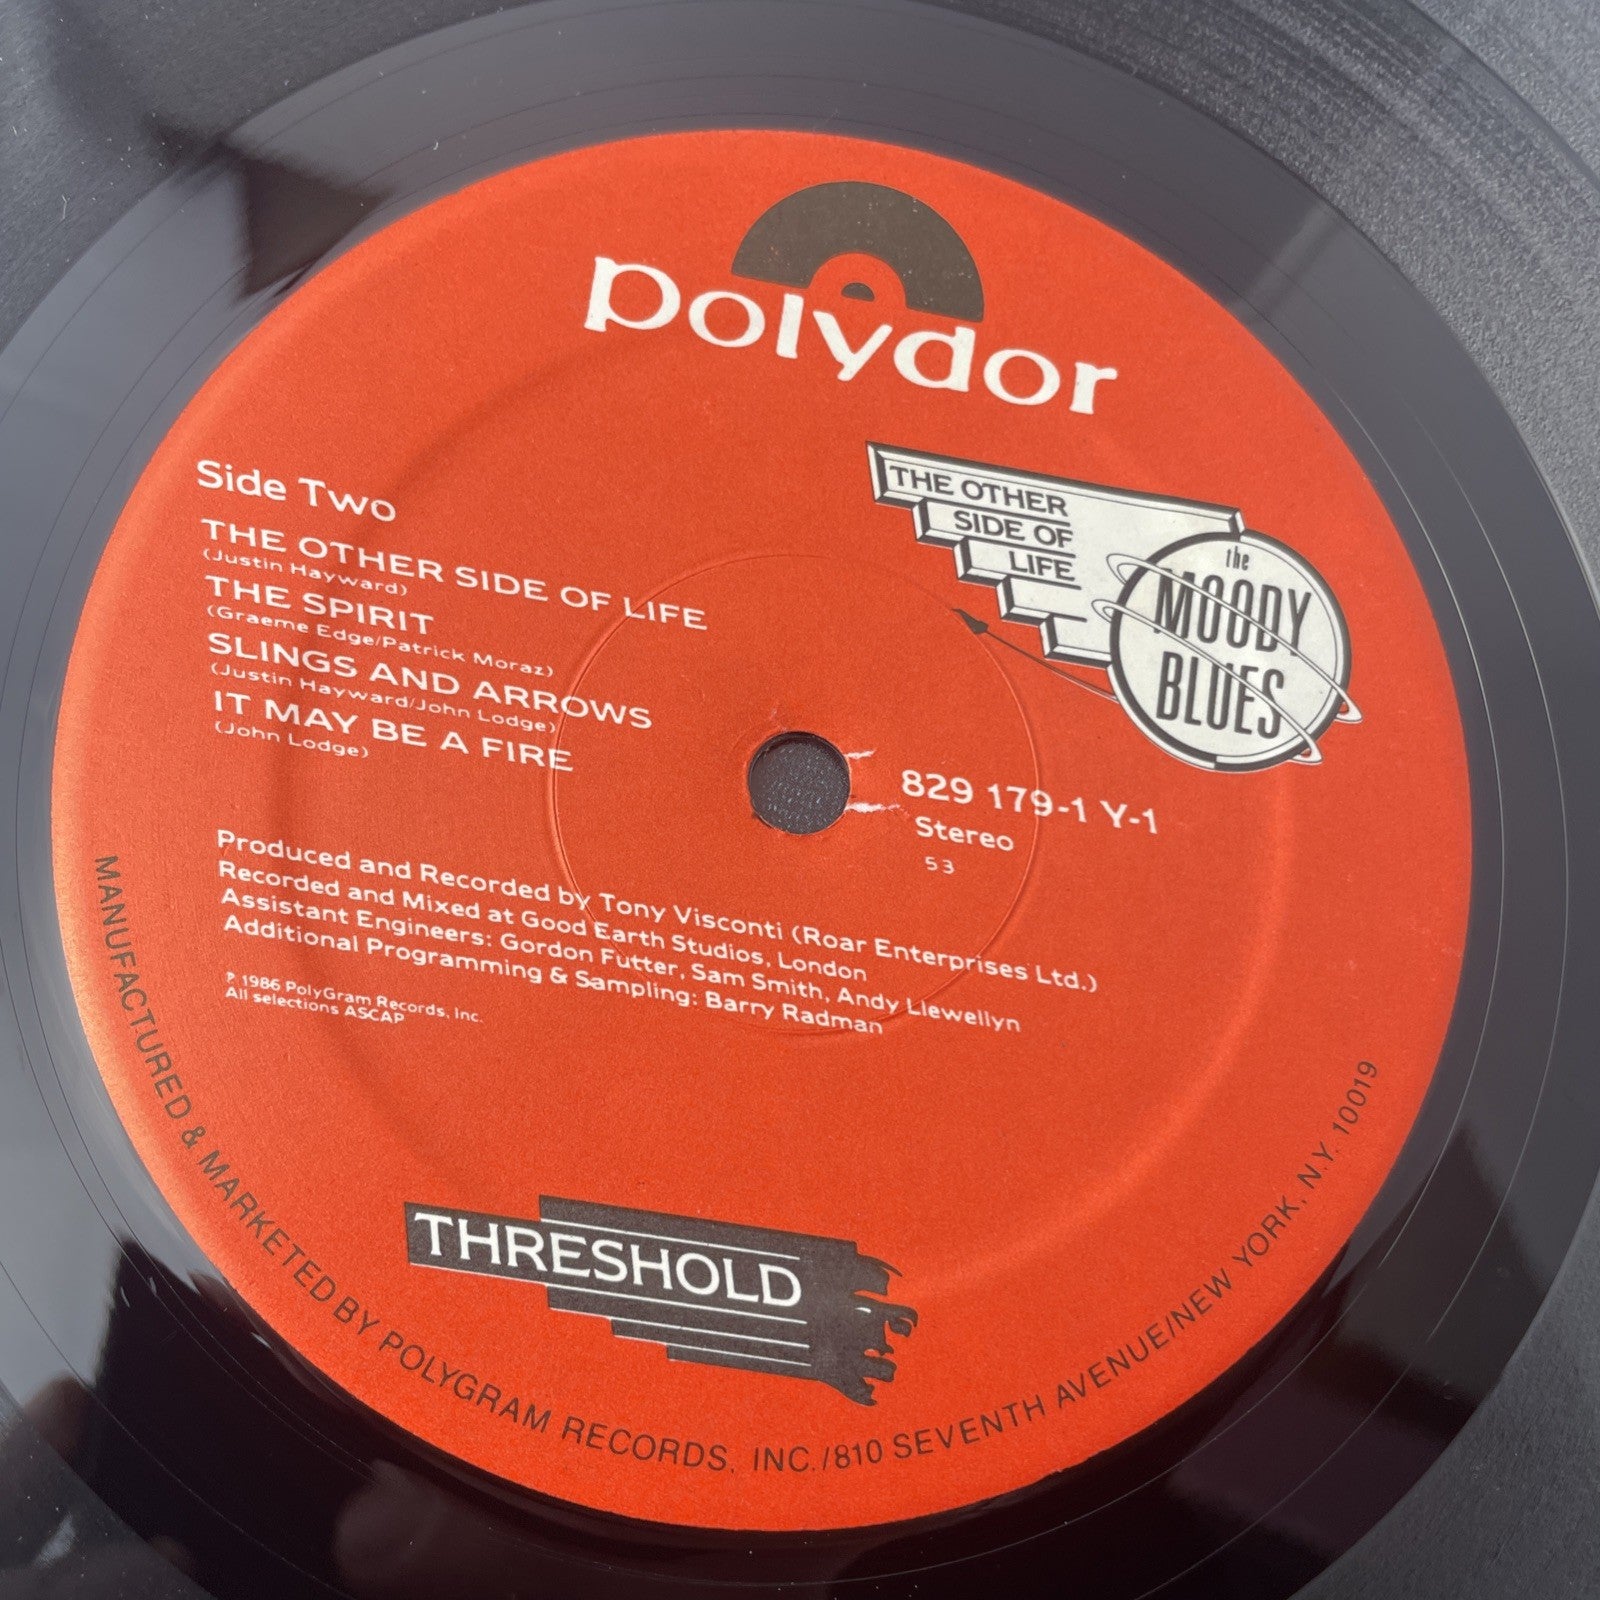 polydor
THE OTHER
SIDE OF
LIFE
the
MOODY
BLUES
Side Two
THE OTHER SIDE OF LIFE
(Justin Hayward)
THE SPIRIT
(Graeme Edge/Patrick Moraz)
SLINGS AND ARROWS
(Justin Hayward/John Lodge)
IT MAY BE A FIRE
(John Lodge)
829 179-1 Y-1
Stereo
53
Produced and Recorded by Tony Visconti (Roar Enterprises Ltd.)
Recorded and Mixed at Good Earth Studios, London
Assistant Engineers: Gordon Futter, Sam Smith, Andy Llewellyn
Additional Programming & Sampling: Barry Radman
℗ 1986 PolyGram Records, Inc.
All selections ASCAP
THRESHOLD
MANUFACTURED & MARKETED BY POLYGRAM RECORDS, INC./810 SEVENTH AVENUE/NEW YORK, N.Y. 10019